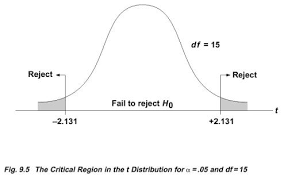 df = 15
Reject
Reject
Fail to reject H0
t
–2.131
+2.131
Fig. 9.5 The Critical Region in the t Distribution for α = .05 and df = 15